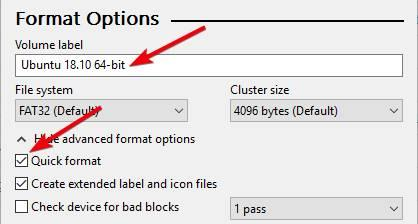 Format Options
Volume label
Ubuntu 18.10 64-bit
File system
Cluster size
FAT32 (Default)
4096 bytes (Default)
Hide advanced format options
Quick format
Create extended label and icon files
Check device for bad blocks
1 pass